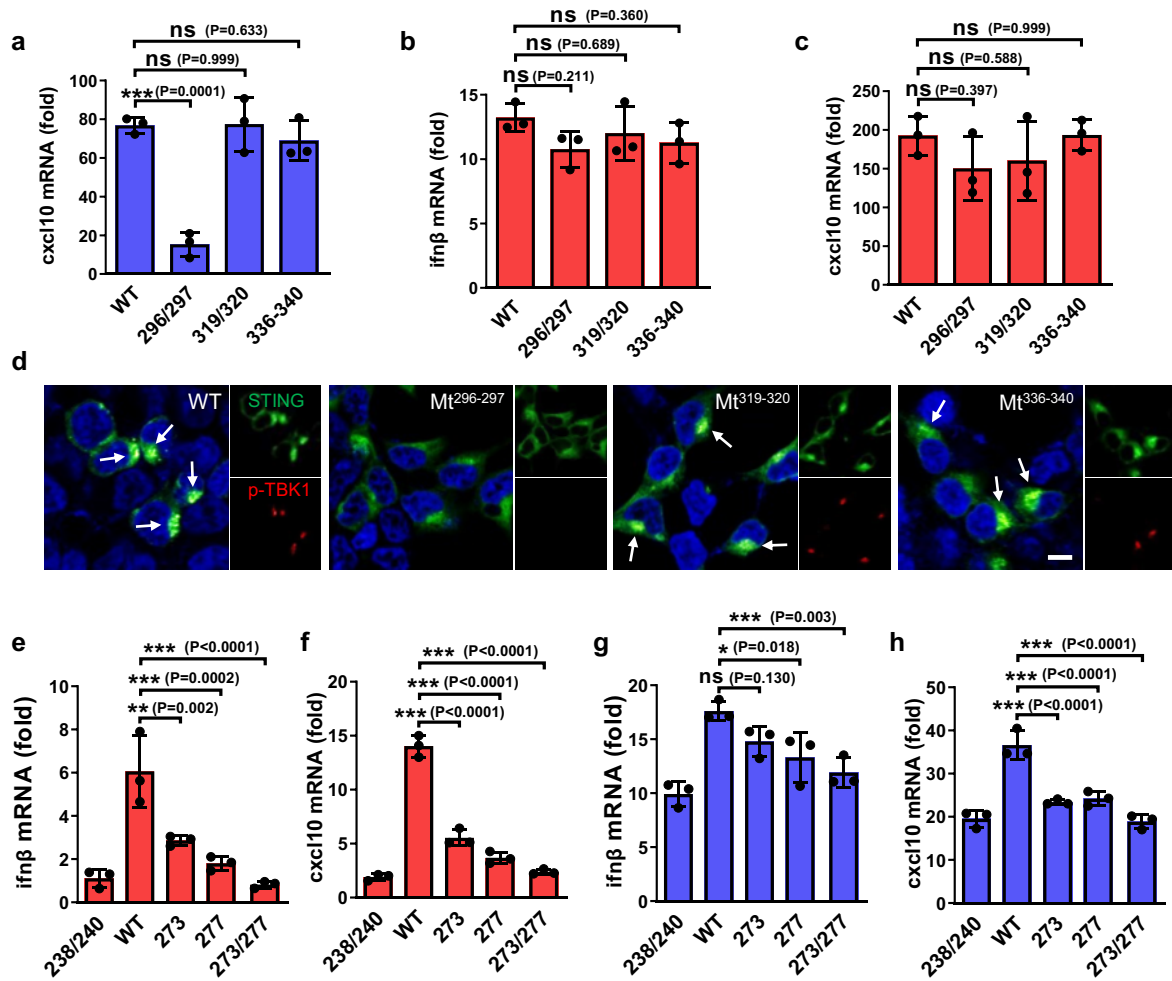 a
ns (P=0.633)
ns (P=0.999)
*** (P=0.0001)
cxcl10 mRNA (fold)
100
80
60
40
20
0
WT
296/297
319/320
336-340
b
ns (P=0.360)
ns (P=0.689)
ns (P=0.211)
ifnβ mRNA (fold)
15
10
5
0
WT
296/297
319/320
336-340
c
ns (P=0.999)
ns (P=0.588)
ns (P=0.397)
cxcl10 mRNA (fold)
250
200
150
100
50
0
WT
296/297
319/320
336-340
d
WT
STING
p-TBK1
Mt296-297
Mt319-320
Mt336-340
e
*** (P<0.0001)
*** (P=0.0002)
** (P=0.002)
ifnβ mRNA (fold)
10
8
6
4
2
0
238/240
WT
273
277
273/277
f
*** (P<0.0001)
*** (P<0.0001)
*** (P<0.0001)
cxcl10 mRNA (fold)
20
15
10
5
0
238/240
WT
273
277
273/277
g
*** (P=0.003)
* (P=0.018)
ns (P=0.130)
ifnβ mRNA (fold)
20
15
10
5
0
238/240
WT
273
277
273/277
h
*** (P<0.0001)
*** (P<0.0001)
*** (P<0.0001)
cxcl10 mRNA (fold)
50
40
30
20
10
0
238/240
WT
273
277
273/277